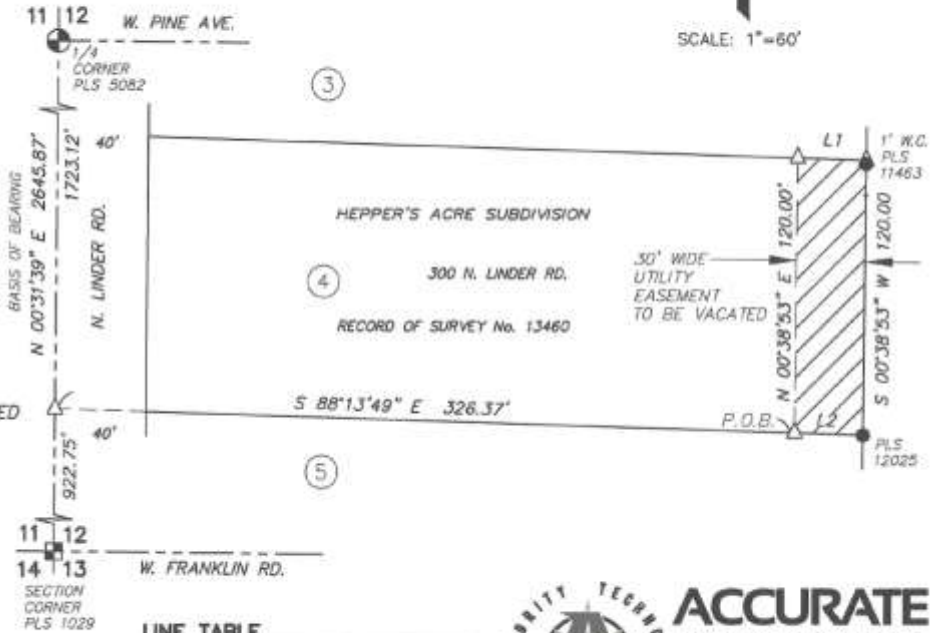 11 12
W. PINE AVE.
SCALE: 1"=60'
1/4
CORNER
PLS 5082
3
BASIS OF BEARING
N 00°31'39" E 2645.87'
1723.12'
40'
N. LINDER RD.
L1
1' W.C.
PLS
11463
HEPPER'S ACRE SUBDIVISION
4
300 N. LINDER RD.
RECORD OF SURVEY No. 13460
30' WIDE
UTILITY
EASEMENT
TO BE VACATED
N 00°38'53" E 120.00'
S 00°38'53" W 120.00
ED
S 88°13'49" E 326.37'
40'
P.O.B.
L2
PLS
12025
922.75'
5
11 12
14 13
W. FRANKLIN RD.
SECTION
CORNER
PLS 1029
LINE TABLE
ORITY TECHNO
ACCURATE